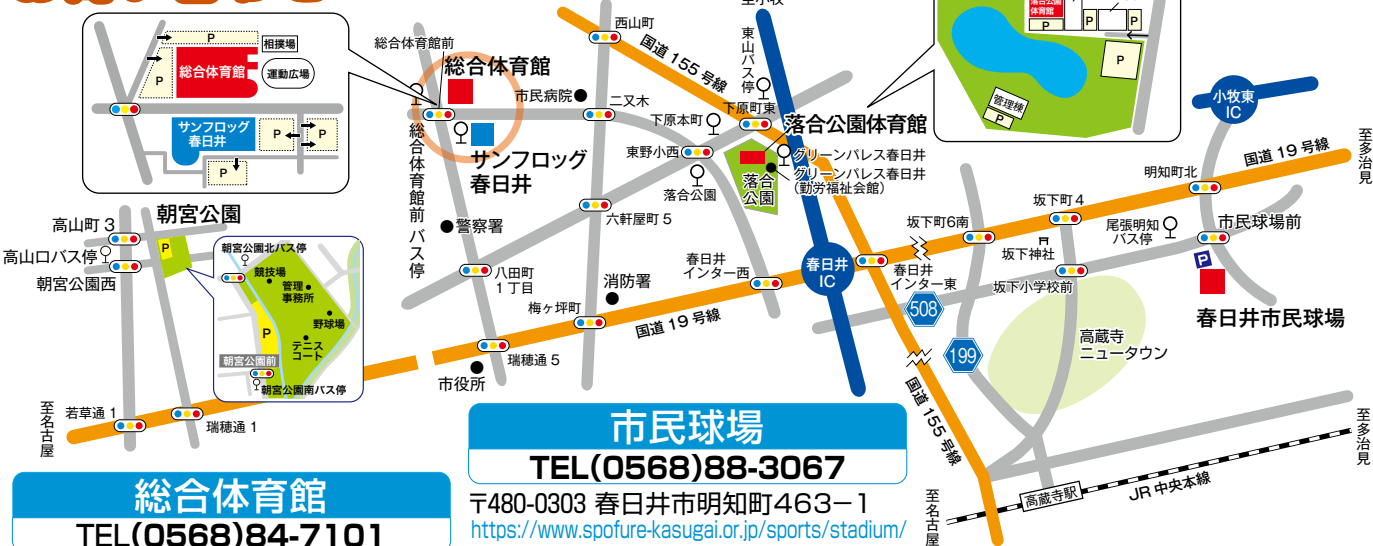 P
相撲場
P
総合体育館
運動広場
サンフロッグ
春日井
P
P
P
P
総合体育館前
総合体育館
市民病院
サンフロッグ
春日井
総合体育館前バス停
西山町
国道155号線
至小牧
東山バス停
二又木
下原本町
下原町東
東野小西
落合公園
落合公園体育館
グリーンパレス春日井
グリーンパレス春日井
(勤労福祉会館)
落合
公園
落合公園
体育館
P
P
P
P
管理棟
P
小牧東
IC
至多治見
国道19号線
明知町北
坂下町4
坂下町6南
尾張明知
バス停
市民球場前
坂下神社
坂下小学校前
P
春日井市民球場
高蔵寺
ニュータウン
春日井
IC
春日井
インター東
508
199
国道155号線
朝宮公園
高山町3
高山口バス停
朝宮公園西
P
朝宮公園北バス停
競技場
管理
事務所
野球場
P
テニス
コート
朝宮公園前
朝宮公園南バス停
警察署
八田町
1丁目
六軒屋町5
春日井
インター西
消防署
梅ヶ坪町
国道19号線
瑞穂通5
市役所
至名古屋
若草通1
瑞穂通1
至多治見
高蔵寺駅
JR中央本線
至名古屋
総合体育館
TEL(0568)84-7101
市民球場
TEL(0568)88-3067
〒480-0303 春日井市明知町463−1
https://www.spofure-kasugai.or.jp/sports/stadium/